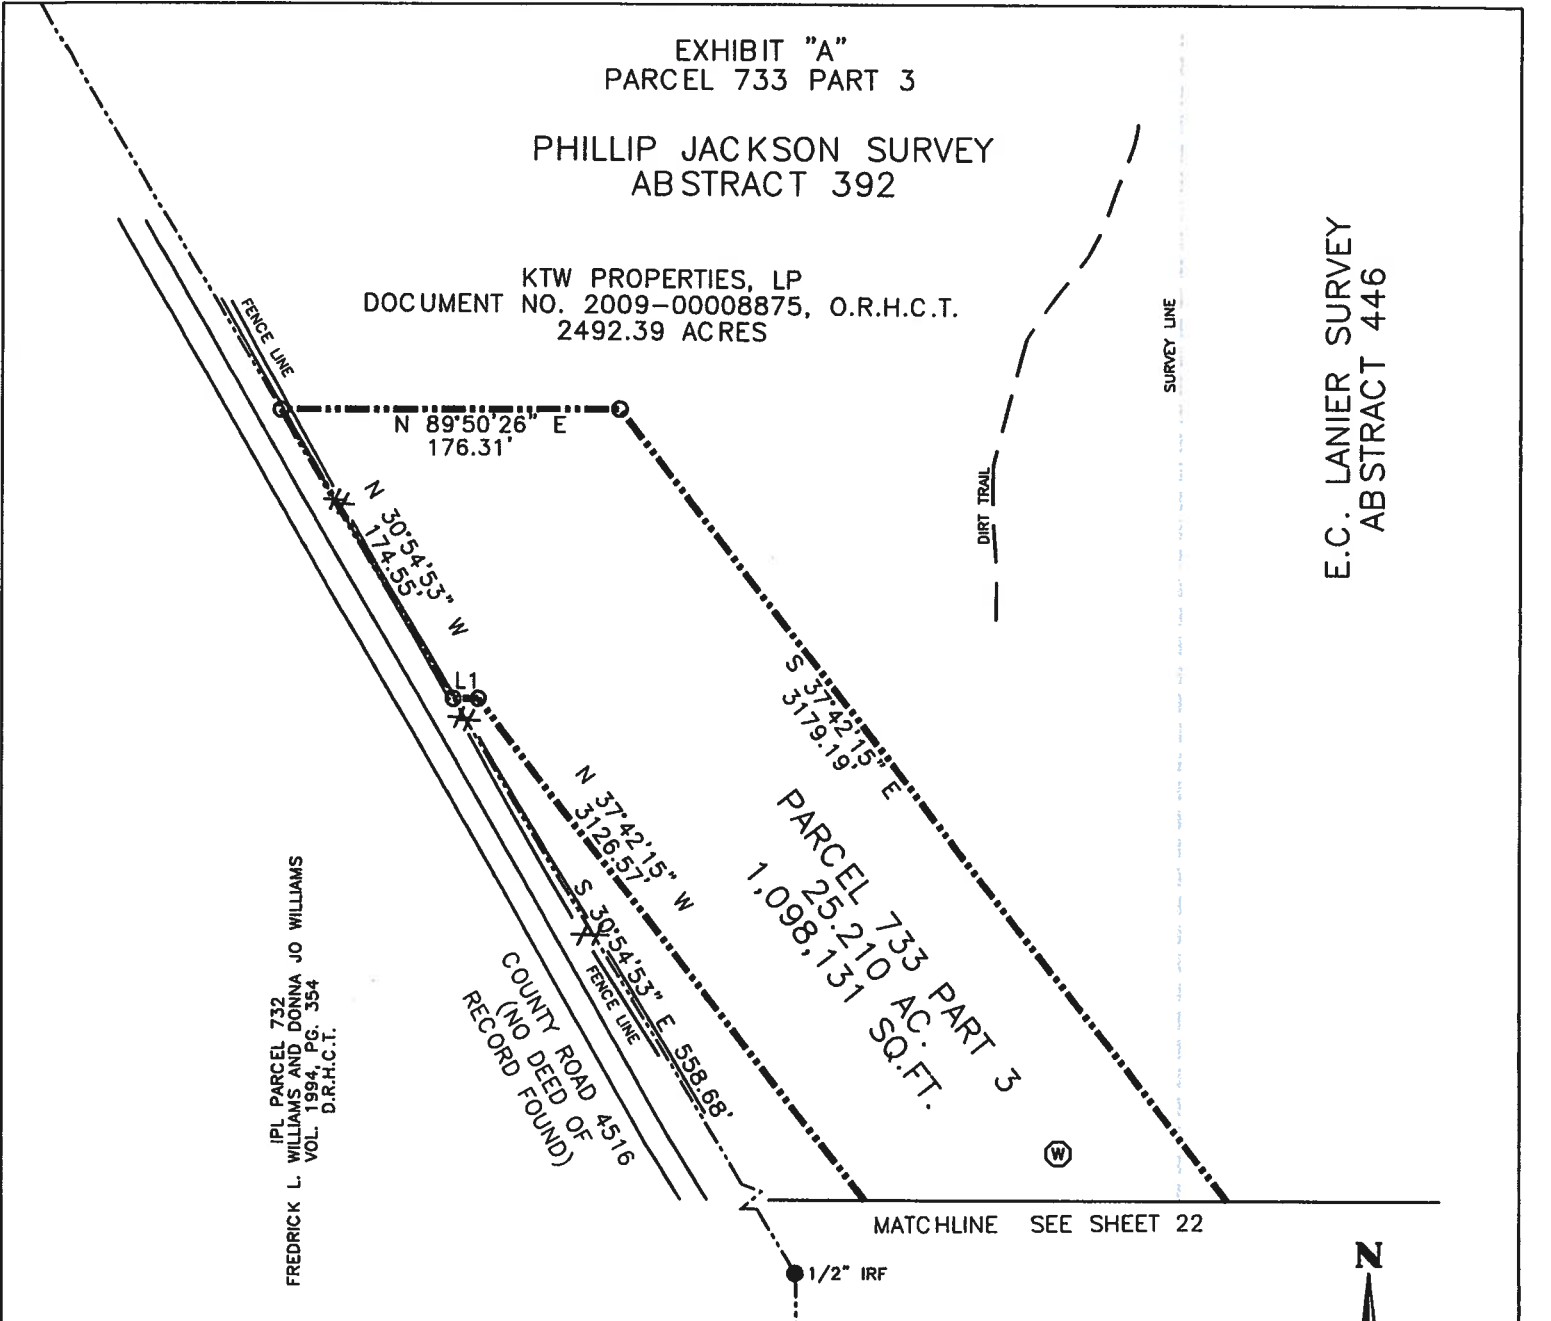 EXHIBIT "A"
PARCEL 733 PART 3
PHILLIP JACKSON SURVEY
ABSTRACT 392
KTW PROPERTIES, LP
DOCUMENT NO. 2009-00008875, O.R.H.C.T.
2492.39 ACRES
SURVEY LINE
E.C. LANIER SURVEY
ABSTRACT 446
FENCE LINE
N 89°50'26" E
176.31'
DIRT TRAIL
N 30°54'53" W
174.55'
L1
S 37°42'15" E
3179.19'
N 37°42'15" W
3126.57'
PARCEL 733 PART 3
25.210 AC.
1,098,131 SQ.FT.
S 30°54'53" E 558.68'
FENCE LINE
COUNTY ROAD 4516
(NO DEED OF
RECORD FOUND)
IPL PARCEL 732
FREDRICK L. WILLIAMS AND DONNA JO WILLIAMS
VOL. 1994, PG. 354
D.R.H.C.T.
W
MATCHLINE SEE SHEET 22
1/2" IRF
N